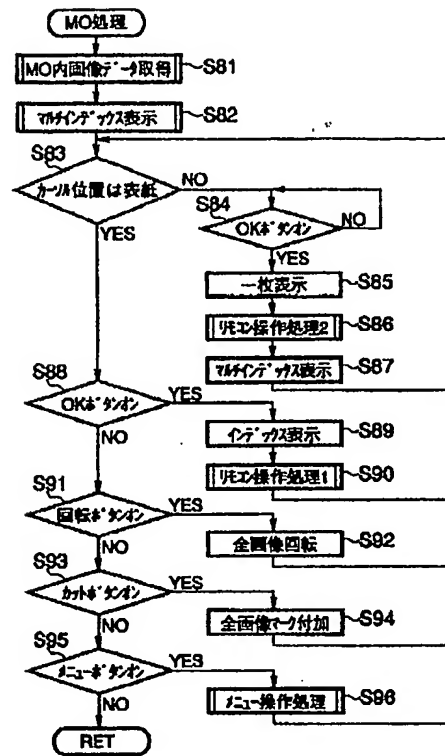 MO処理
MO内画像データ取得
S81
マルチインデックス表示
S82
S83
カーソル位置は表紙
NO
YES
S84
OKボタンオン
NO
YES
一枚表示
S85
リモコン操作処理2
S86
マルチインデックス表示
S87
S88
OKボタンオン
YES
NO
インデックス表示
S89
リモコン操作処理1
S90
S91
回転ボタンオン
YES
NO
全画像回転
S92
S93
カットボタンオン
YES
NO
全画像マーク付加
S94
S95
メニューボタンオン
YES
NO
メニュー操作処理
S96
RET